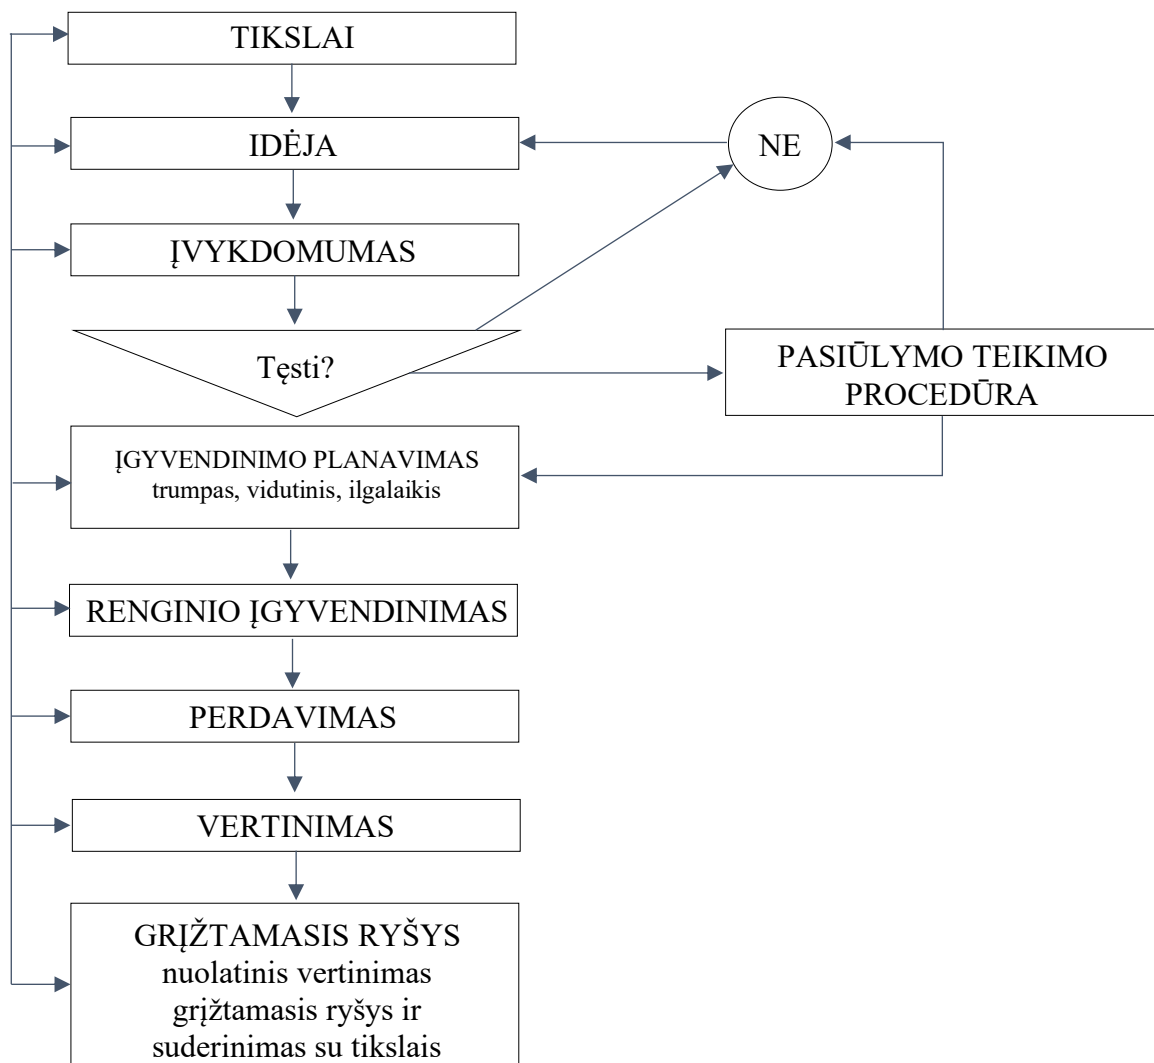 TIKSLAI
IDĖJA
NE
ĮVYKDOMUMAS
Tęsti?
PASIŪLYMO TEIKIMO
PROCEDŪRA
ĮGYVENDINIMO PLANAVIMAS
trumpas, vidutinis, ilgalaikis
RENGINIO ĮGYVENDINIMAS
PERDAVIMAS
VERTINIMAS
GRĮŽTAMASIS RYŠYS
nuolatinis vertinimas
grįžtamasis ryšys ir
suderinimas su tikslais